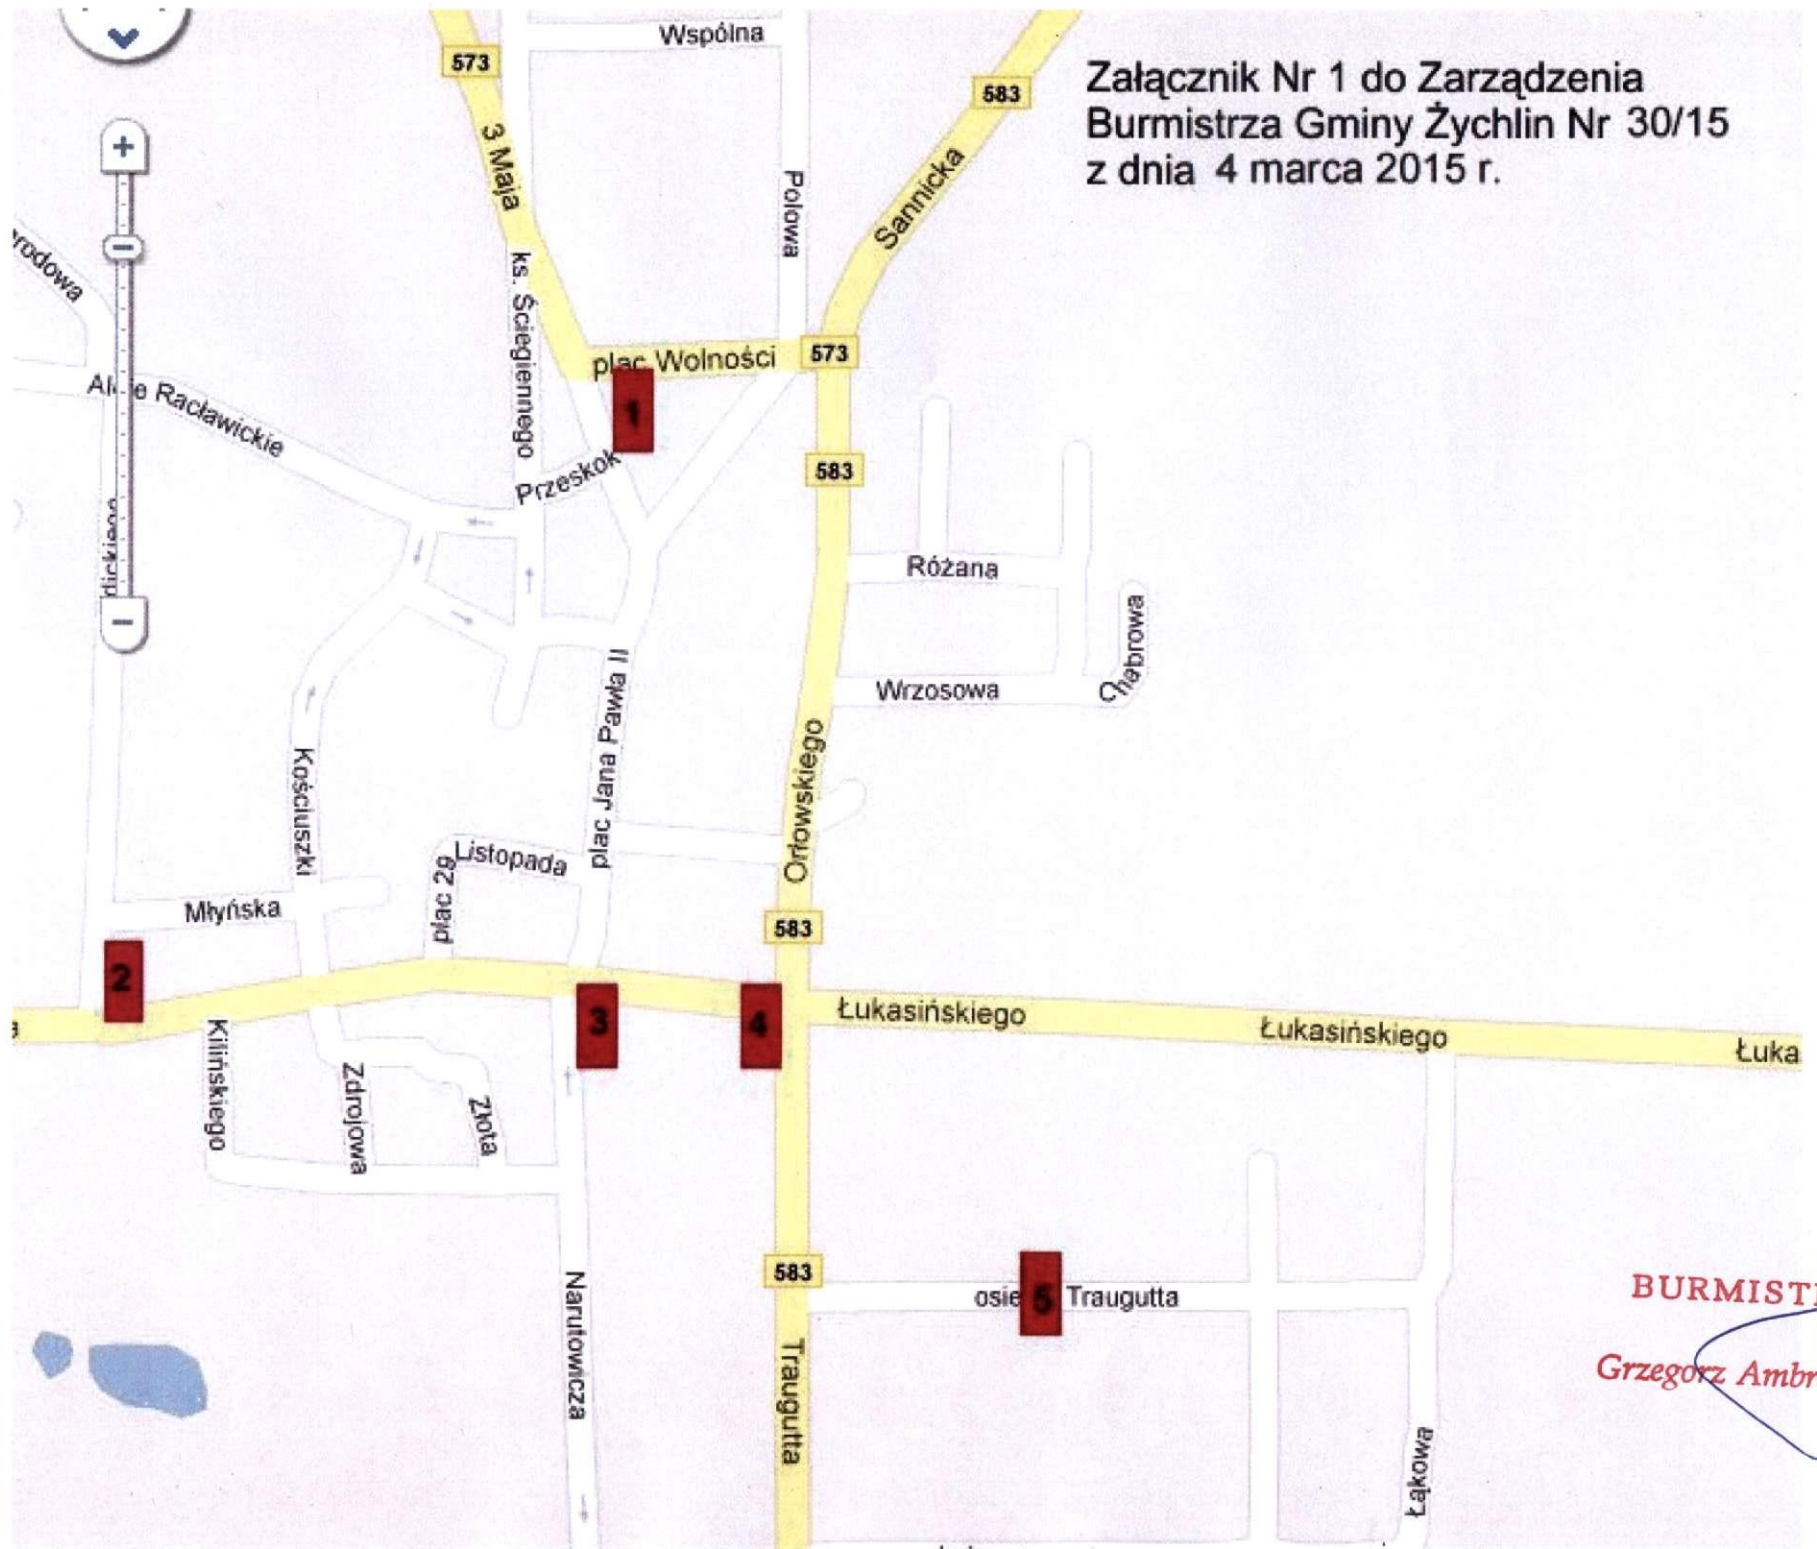 Wspólna
573
583
Załącznik Nr 1 do Zarządzenia
Burmistrza Gminy Żychlin Nr 30/15
z dnia 4 marca 2015 r.
3 Maja
Polowa
Sannicka
ks. Ściegiennego
plac Wolności
573
1
Aleje Racławickie
Przeskok
583
Różana
Chabrowa
Wrzosowa
plac Jana Pawła II
Orłowskiego
Kościuszki
Listopada
plac 29
Młyńska
583
2
3
4
Łukasińskiego
Łukasińskiego
Łuka
Kilińskiego
Zdrojowa
Złota
583
Narutowicza
osie 5 Traugutta
Traugutta
Łąkowa
BURMIST
Grzegorz Ambr